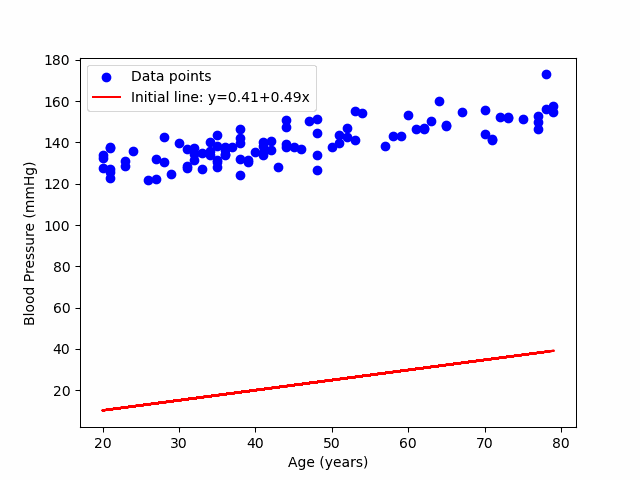 180
Data points
Initial line: y=0.41+0.49x
160
140
120
100
80
60
40
20
Blood Pressure (mmHg)
20 30 40 50 60 70 80
Age (years)